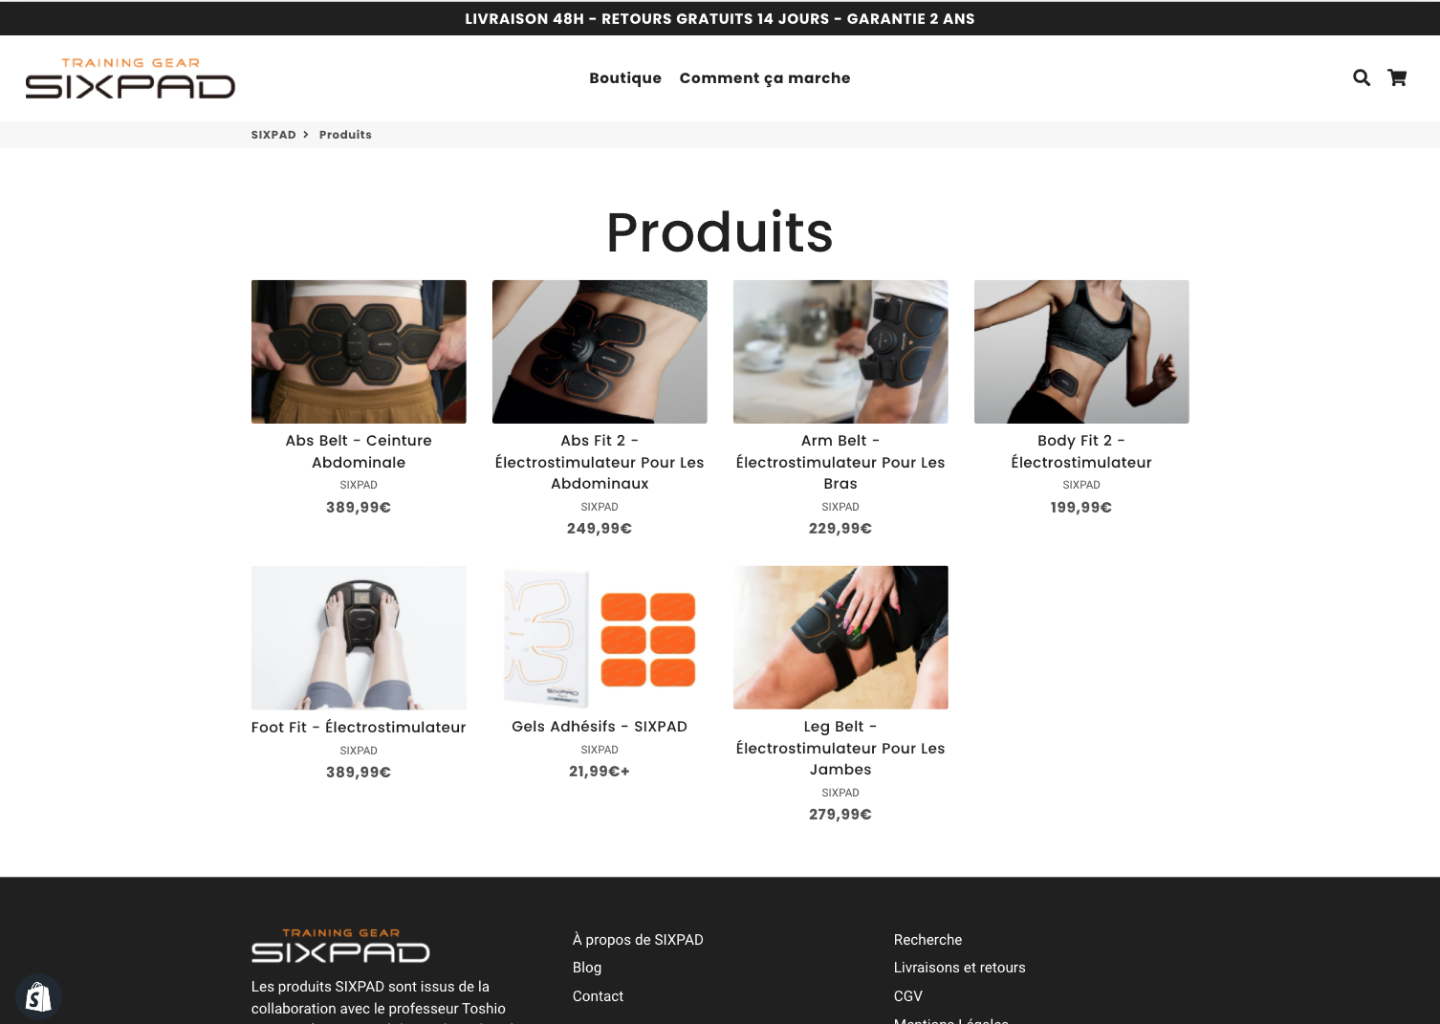 LIVRAISON 48H - RETOURS GRATUITS 14 JOURS - GARANTIE 2 ANS
TRAINING GEAR
SIXPAD
Boutique
Comment ça marche
SIXPAD > Produits
Produits
Abs Belt - Ceinture
Abdominale
SIXPAD
389,99€
Abs Fit 2 -
Électrostimulateur Pour Les
Abdominaux
SIXPAD
249,99€
Arm Belt -
Électrostimulateur Pour Les
Bras
SIXPAD
229,99€
Body Fit 2 -
Électrostimulateur
SIXPAD
199,99€
SIXPAD
Foot Fit - Électrostimulateur
SIXPAD
389,99€
Gels Adhésifs - SIXPAD
SIXPAD
21,99€+
Leg Belt -
Électrostimulateur Pour Les
Jambes
SIXPAD
279,99€
TRAINING GEAR
SIXPAD
Les produits SIXPAD sont issus de la
collaboration avec le professeur Toshio
À propos de SIXPAD
Blog
Contact
Recherche
Livraisons et retours
CGV
Mentions Légales